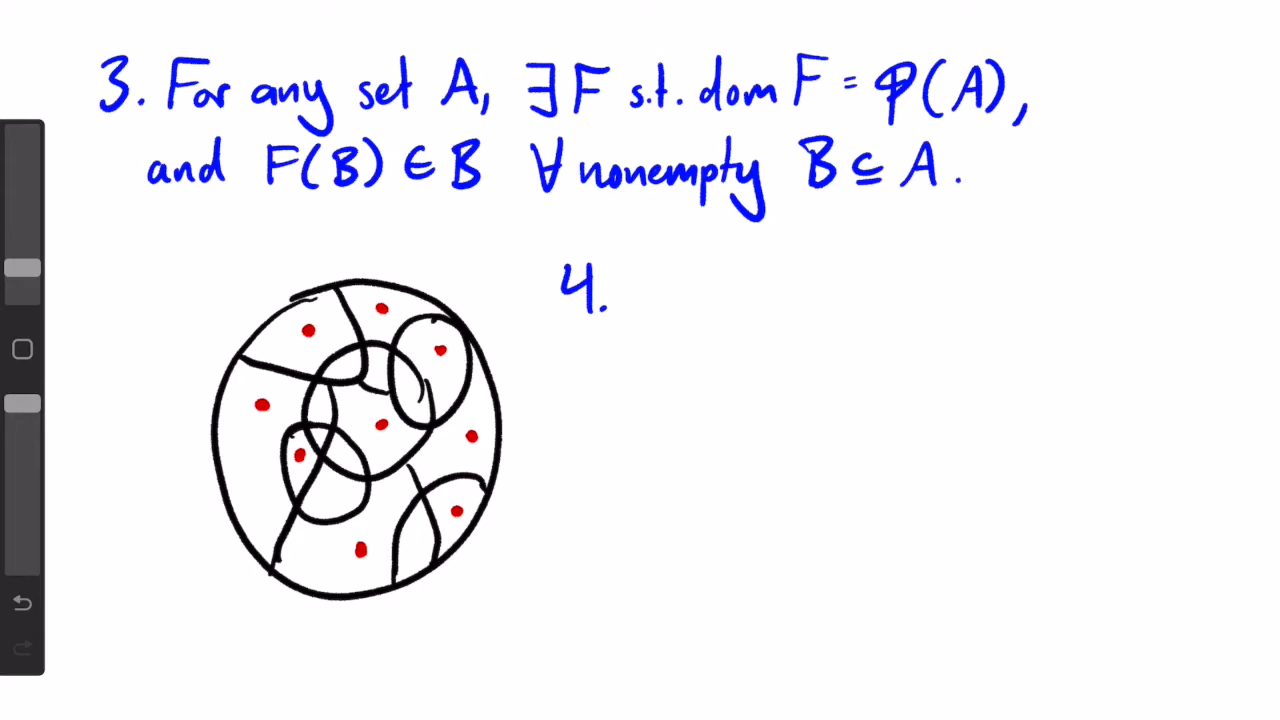 3. For any set A, ∃ F s.t. dom F = 𝒫(A),
and F(B) ∈ B ∀ nonempty B ⊆ A.
4.